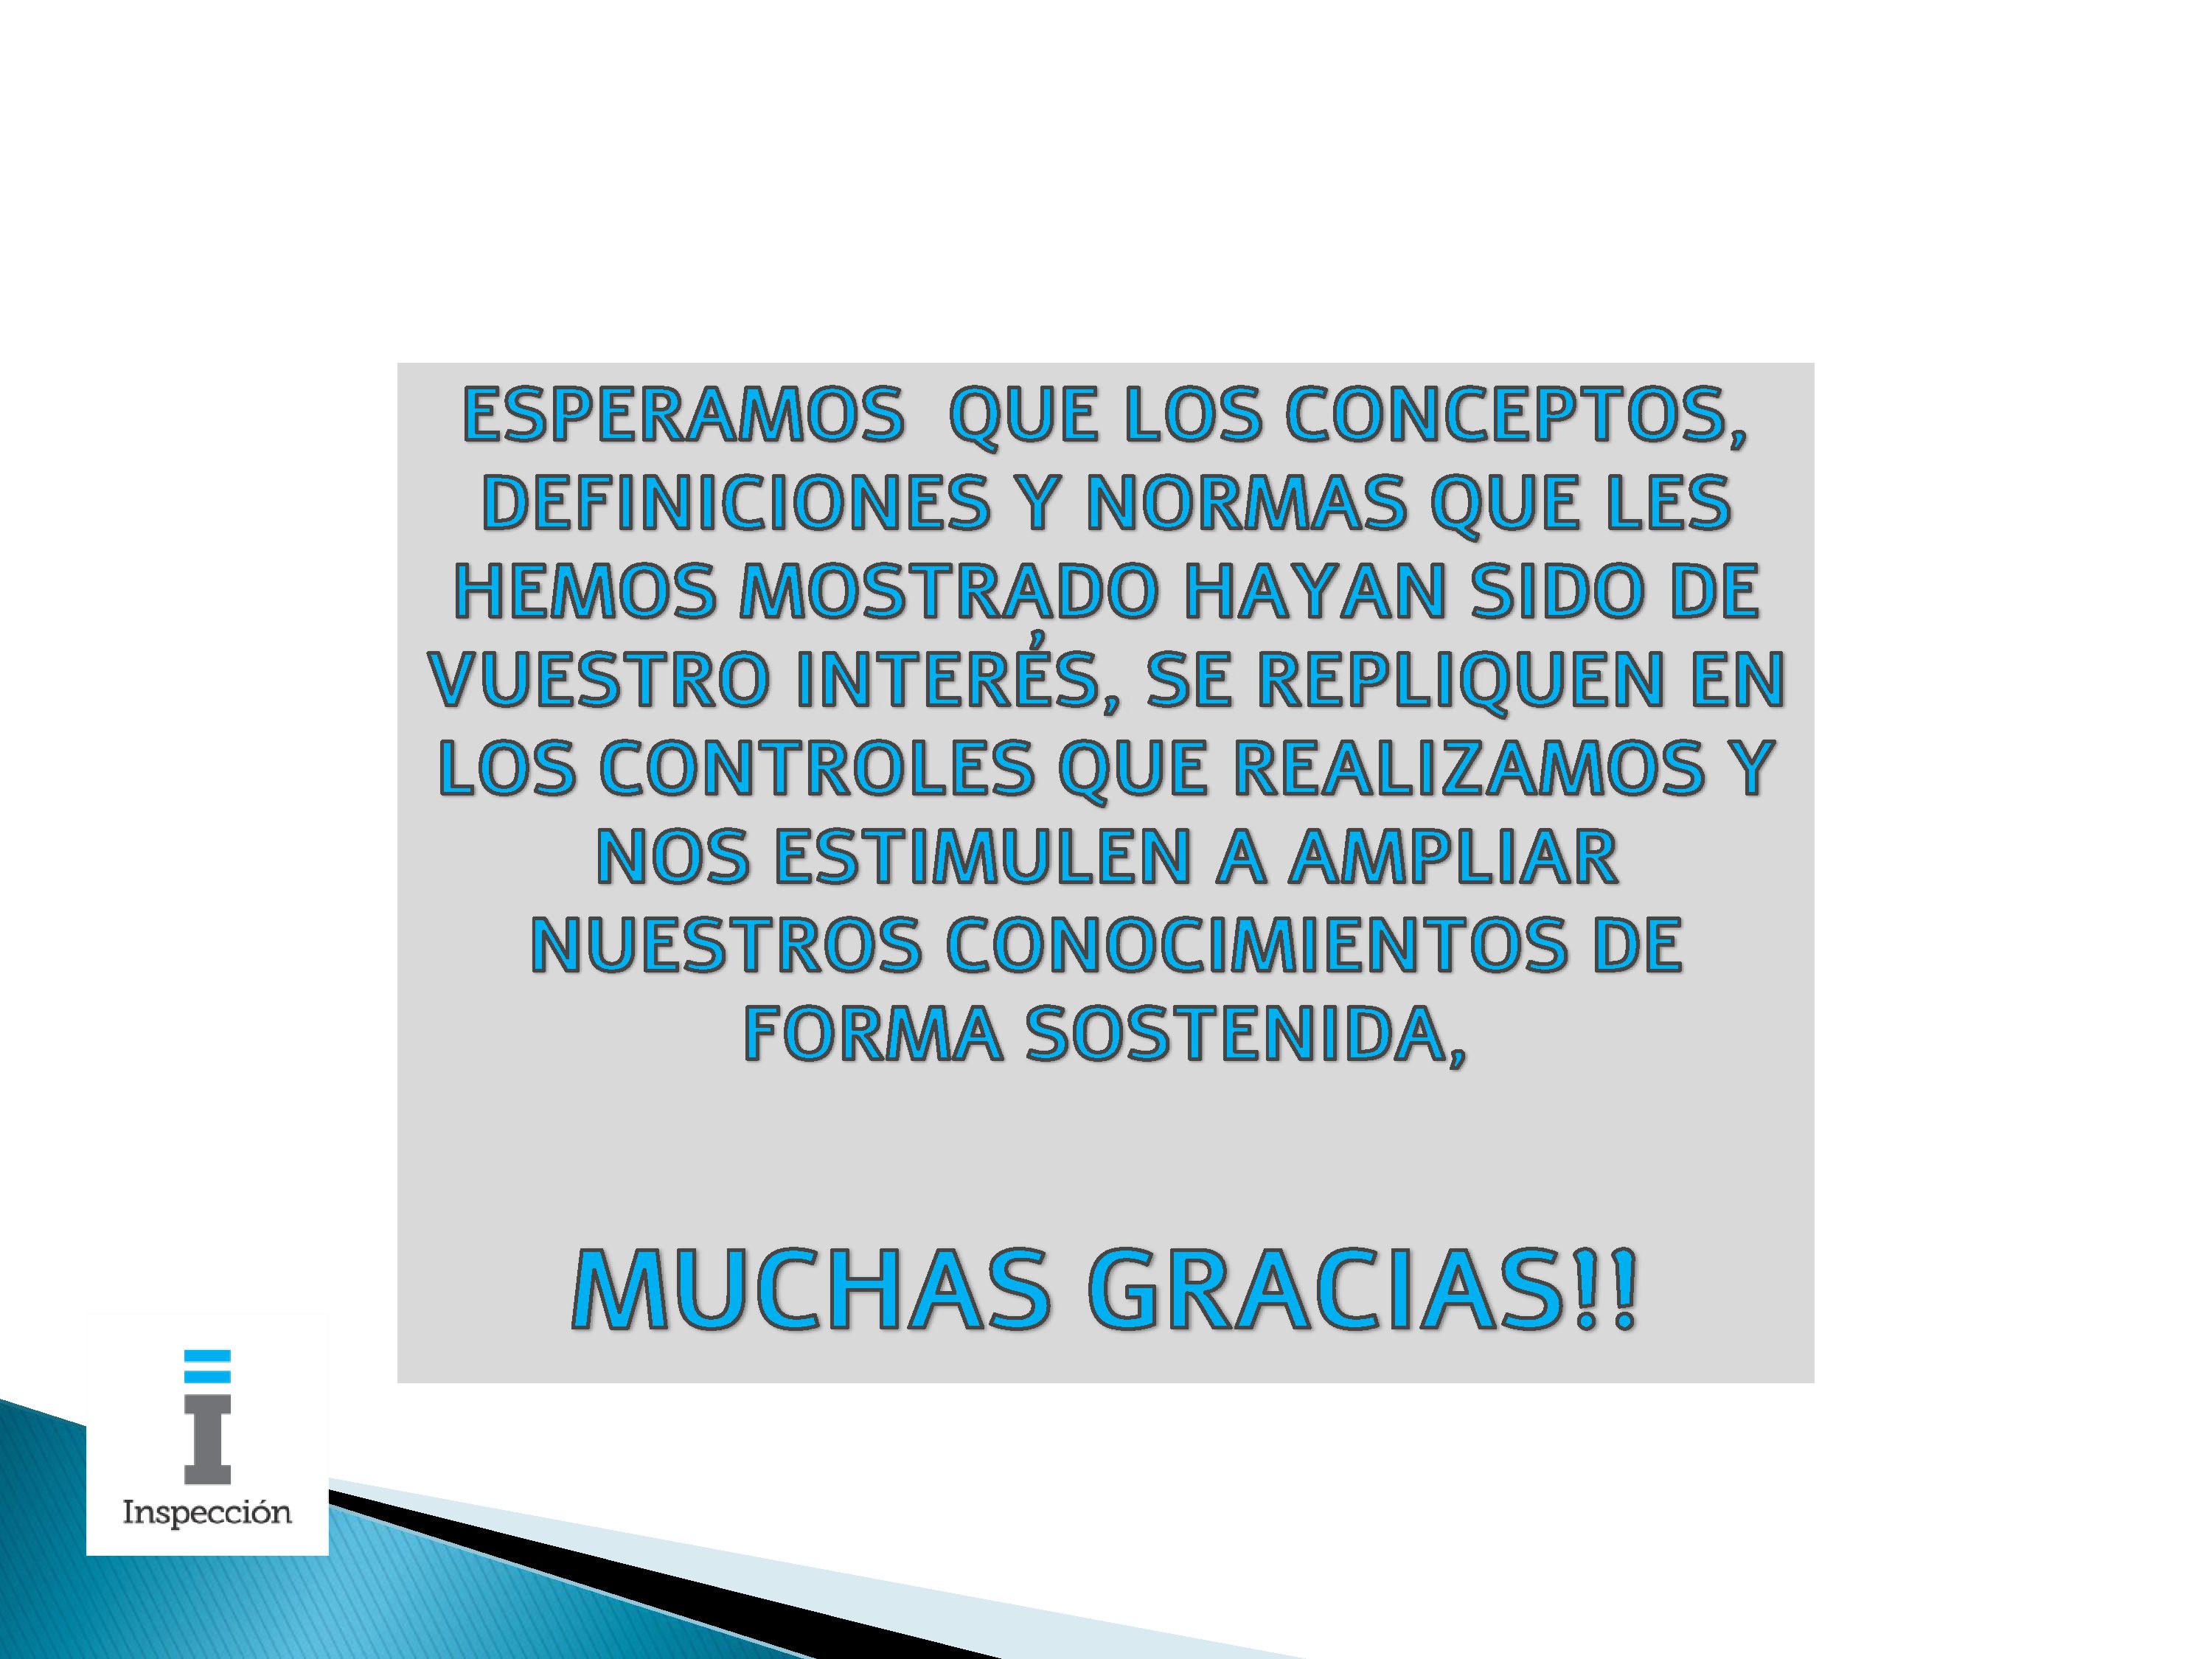 ESPERAMOS QUE LOS CONCEPTOS,
DEFINICIONES Y NORMAS QUE LES
HEMOS MOSTRADO HAYAN SIDO DE
VUESTRO INTERÉS, SE REPLIQUEN EN
LOS CONTROLES QUE REALIZAMOS Y
NOS ESTIMULEN A AMPLIAR
NUESTROS CONOCIMIENTOS DE
FORMA SOSTENIDA,
MUCHAS GRACIAS!!
Inspección